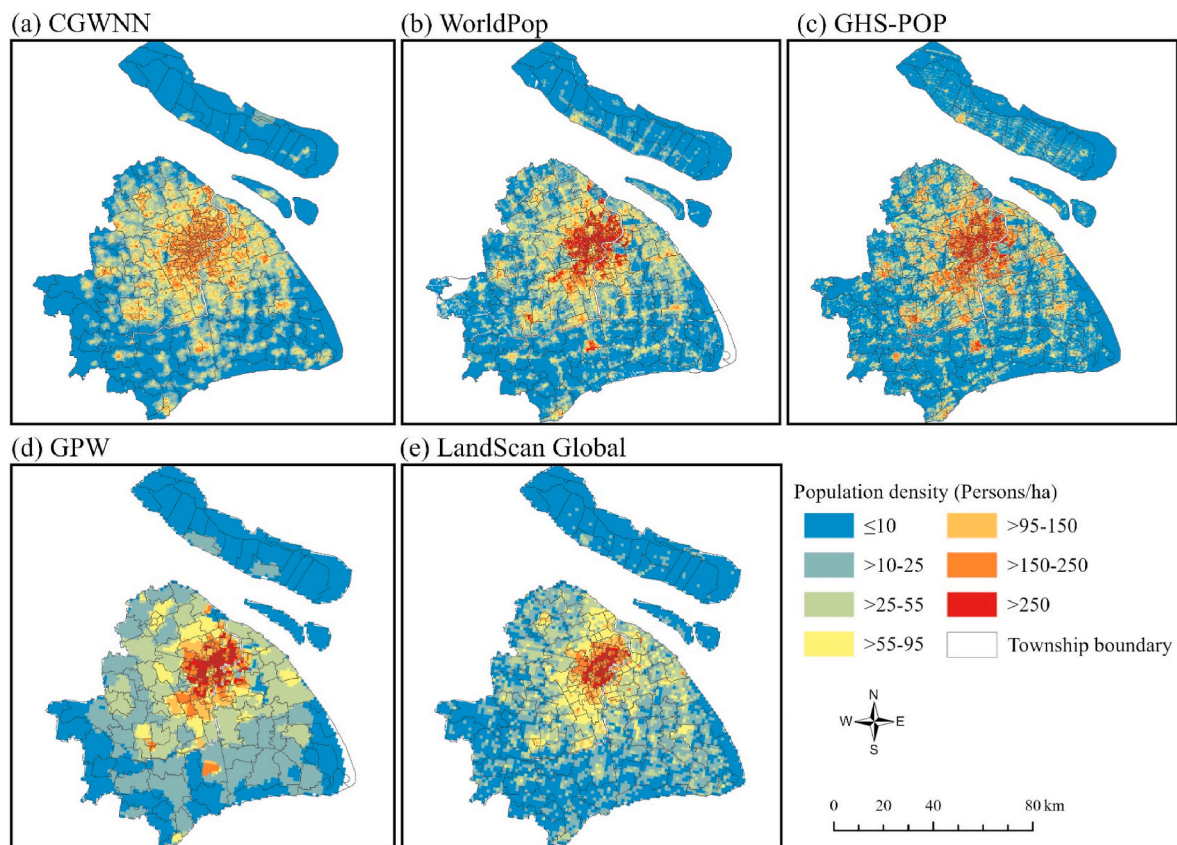 (a) CGWNN
(b) WorldPop
(c) GHS-POP
(d) GPW
(e) LandScan Global
Population density (Persons/ha)
≤10
>95-150
>10-25
>150-250
>25-55
>250
>55-95
Township boundary
N
W E
S
0 20 40 80 km